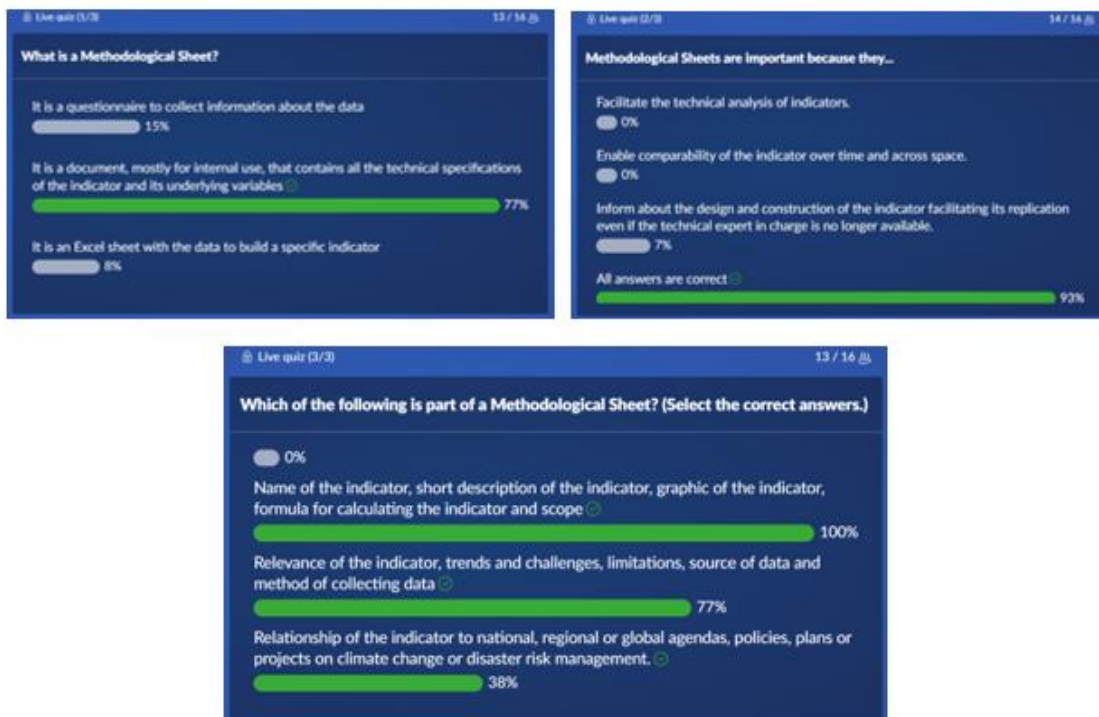 Live quiz (1/3)
13 / 16
What is a Methodological Sheet?
It is a questionnaire to collect information about the data
15%
It is a document, mostly for internal use, that contains all the technical specifications
of the indicator and its underlying variables
77%
It is an Excel sheet with the data to build a specific indicator
8%
Live quiz (2/3)
14 / 16
Methodological Sheets are important because they...
Facilitate the technical analysis of indicators.
0%
Enable comparability of the indicator over time and across space.
0%
Inform about the design and construction of the indicator facilitating its replication
even if the technical expert in charge is no longer available.
7%
All answers are correct
93%
Live quiz (3/3)
13 / 16
Which of the following is part of a Methodological Sheet? (Select the correct answers.)
0%
Name of the indicator, short description of the indicator, graphic of the indicator,
formula for calculating the indicator and scope
100%
Relevance of the indicator, trends and challenges, limitations, source of data and
method of collecting data
77%
Relationship of the indicator to national, regional or global agendas, policies, plans or
projects on climate change or disaster risk management.
38%